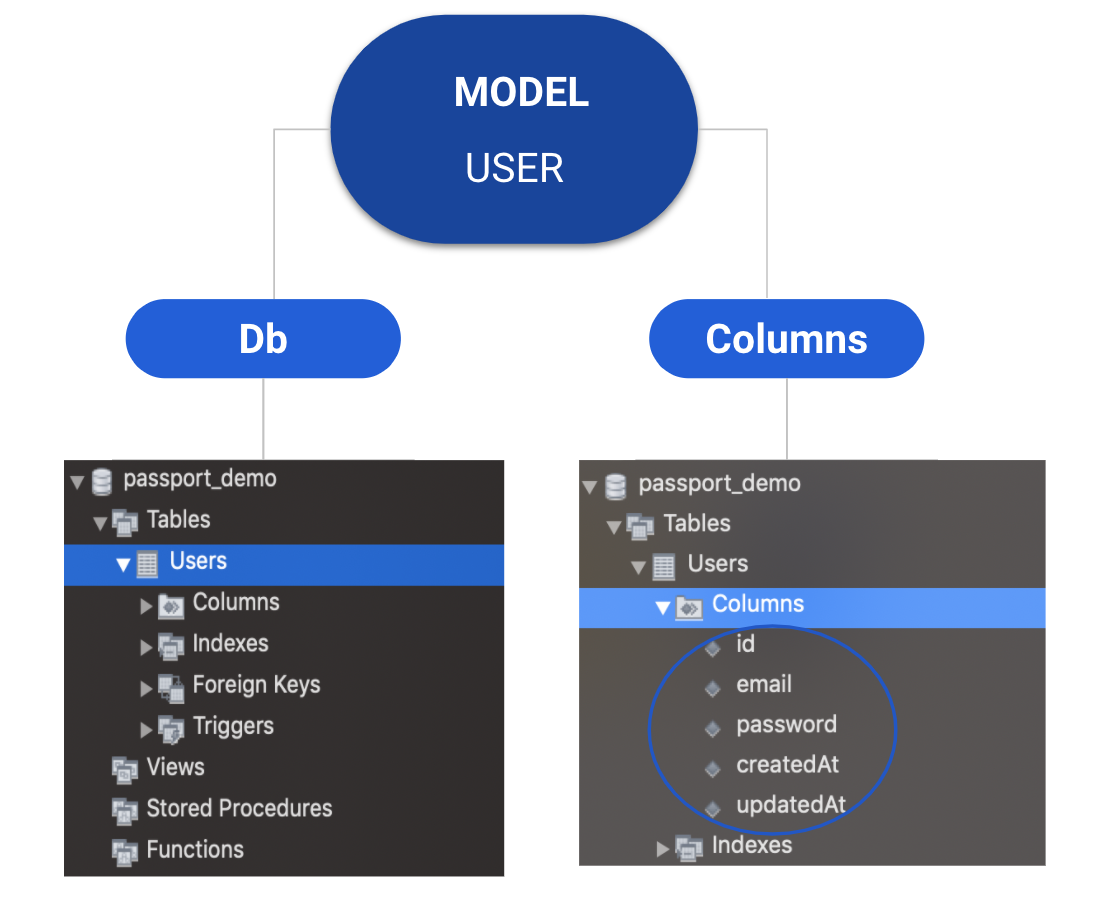 MODEL
USER
Db
Columns
passport_demo
Tables
Users
Columns
Indexes
Foreign Keys
Triggers
Views
Stored Procedures
Functions
passport_demo
Tables
Users
Columns
id
email
password
createdAt
updatedAt
Indexes